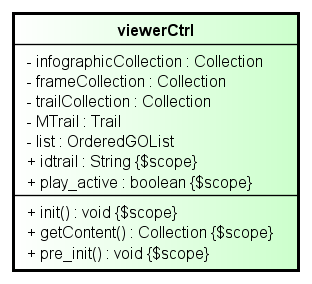 viewerCtrl
- infographicCollection : Collection
- frameCollection : Collection
- trailCollection : Collection
- MTrail : Trail
- list : OrderedGOList
+ idtrail : String {$scope}
+ play_active : boolean {$scope}
+ init() : void {$scope}
+ getContent() : Collection {$scope}
+ pre_init() : void {$scope}